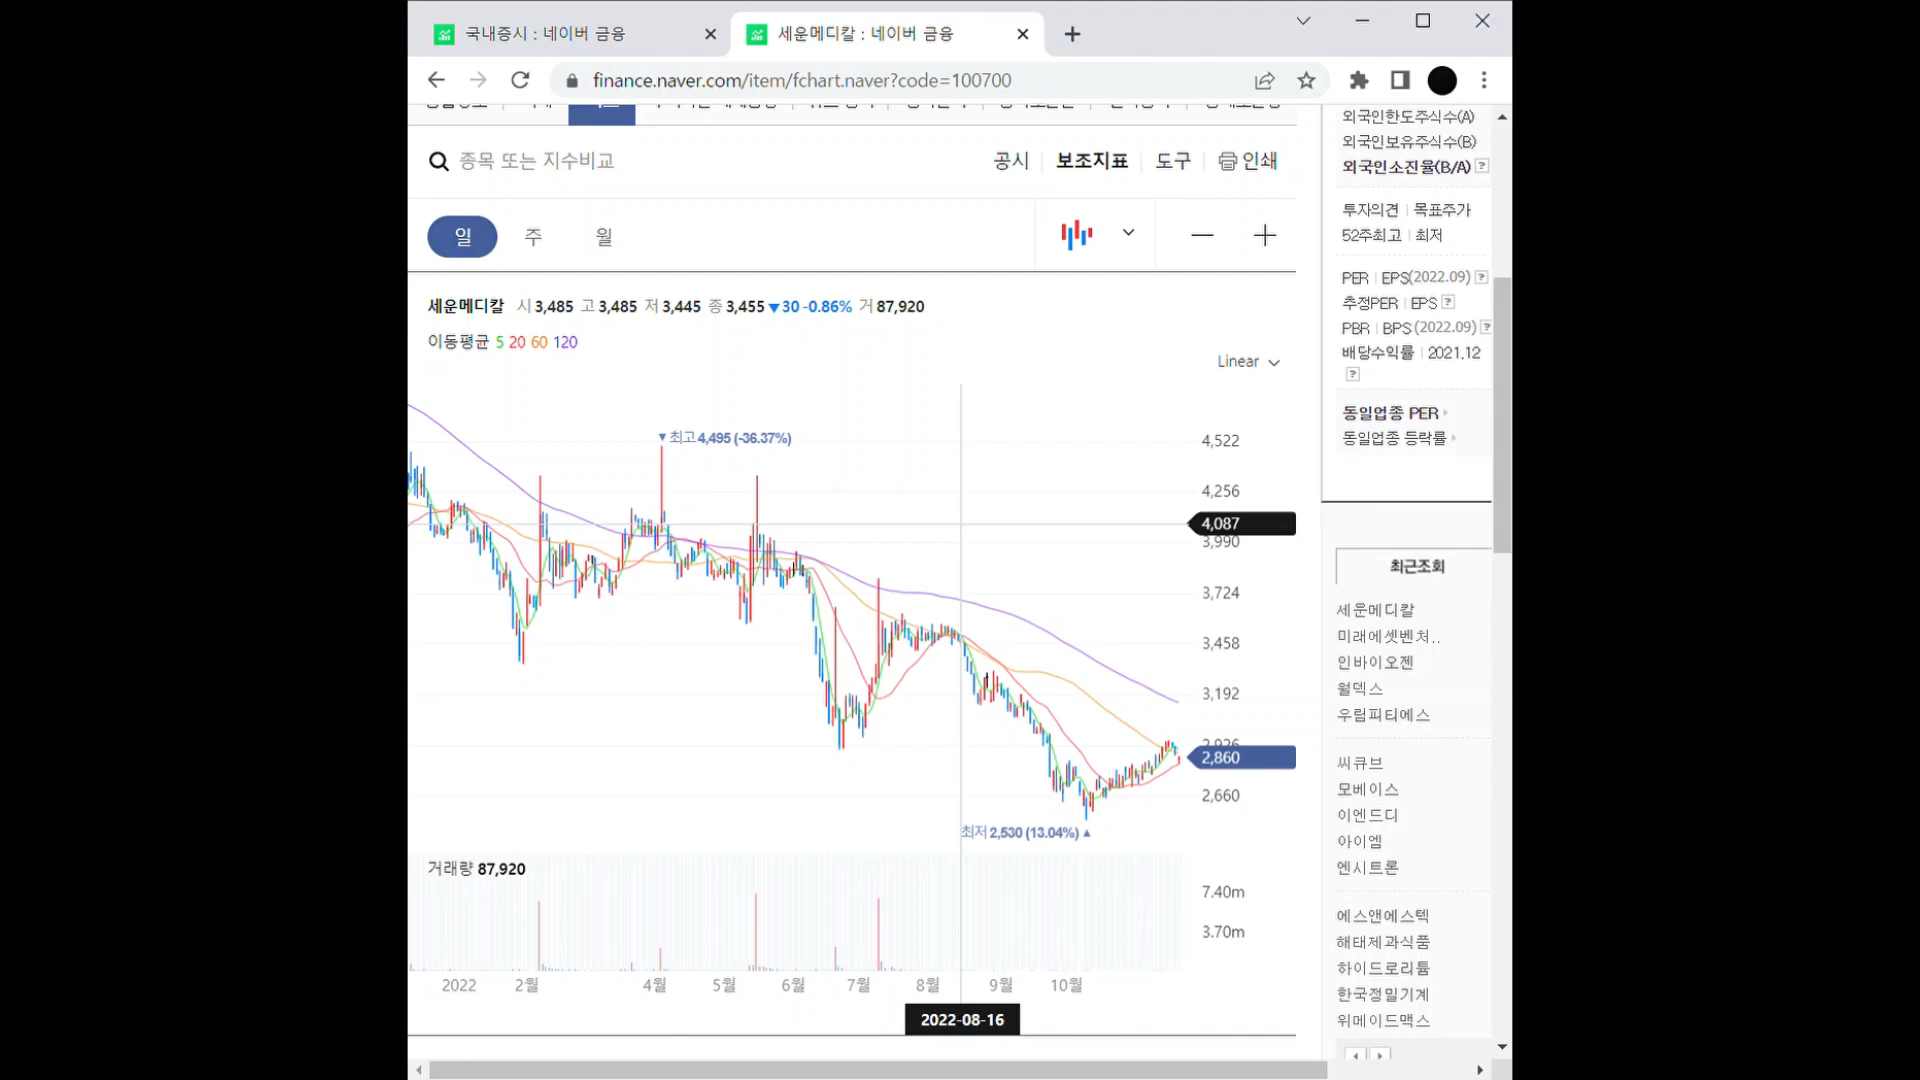 국내증시 : 네이버 금융
세운메디칼 : 네이버 금융
finance.naver.com/item/fchart.naver?code=100700
종목 또는 지수비교
공시 보조지표 도구 인쇄
일 주 월
세운메디칼 시 3,485 고 3,485 저 3,445 종 3,455 ▼30 -0.86% 거 87,920
이동평균 5 20 60 120
Linear
▼최고 4,495 (-36.37%)
4,522
4,256
4,087
3,990
3,724
3,458
3,192
2,926
2,860
2,660
최저 2,530 (13.04%) ▲
거래량 87,920
7.40m
3.70m
2022 2월 4월 5월 6월 7월 8월 9월 10월
2022-08-16
외국인한도주식수(A)
외국인보유주식수(B)
외국인소진율(B/A) ?
투자의견 | 목표주가
52주최고 | 최저
PER | EPS(2022.09) ?
추정PER | EPS ?
PBR | BPS (2022.09) ?
배당수익률 | 2021.12
?
동일업종 PER
동일업종 등락률
최근조회
세운메디칼
미래에셋벤처..
인바이오젠
월덱스
우림피티에스
씨큐브
모베이스
이엔드디
아이엠
엔시트론
에스앤에스텍
해태제과식품
하이드로리튬
한국정밀기계
위메이드맥스